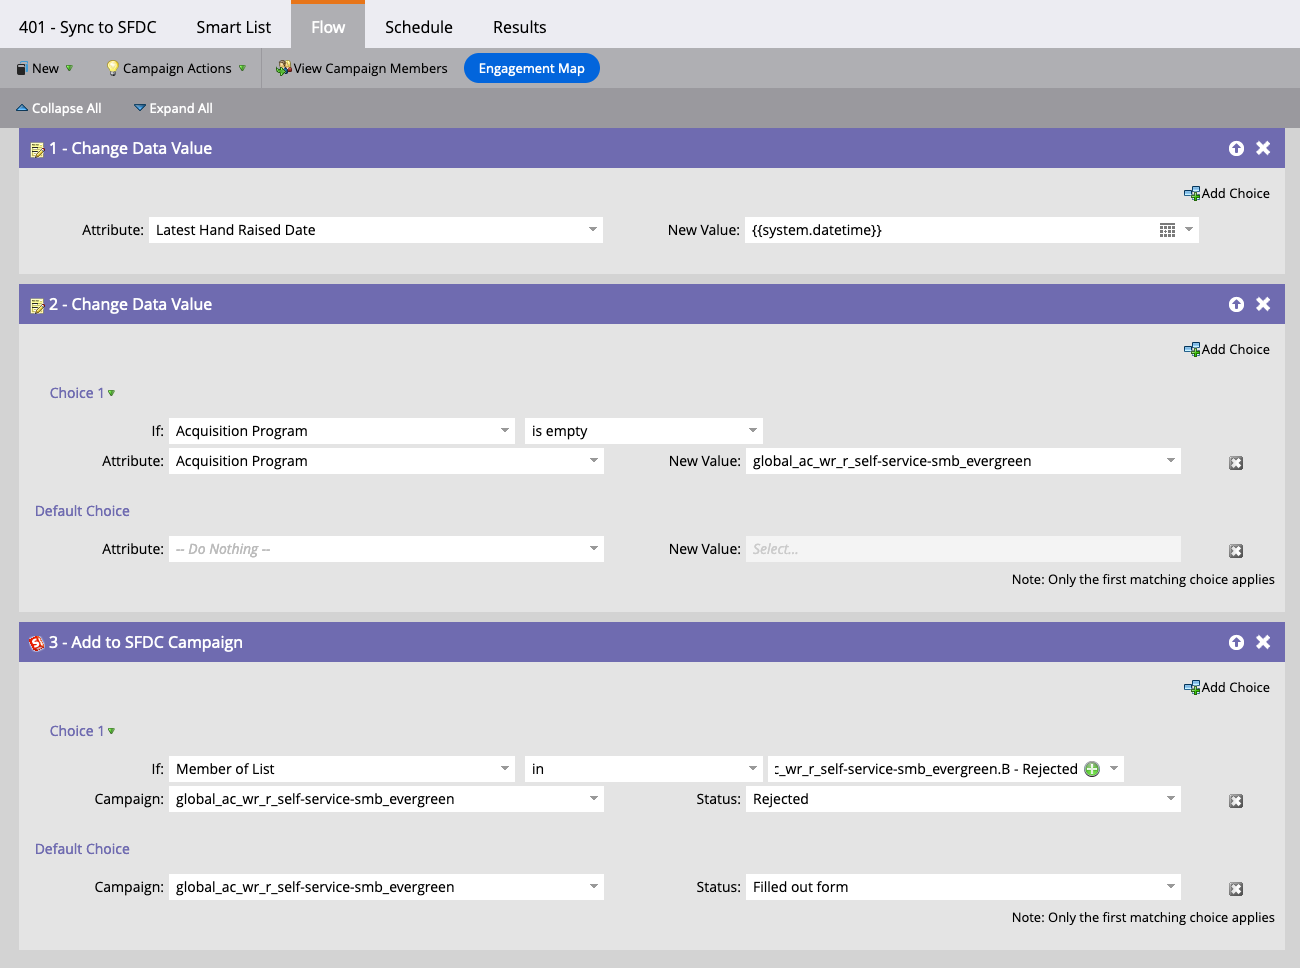 401 - Sync to SFDC Smart List Flow Schedule Results
New Campaign Actions View Campaign Members Engagement Map
Collapse All Expand All
1 - Change Data Value
Add Choice
Attribute: Latest Hand Raised Date New Value: {{system.datetime}}
2 - Change Data Value
Add Choice
Choice 1
If: Acquisition Program is empty
Attribute: Acquisition Program New Value: global_ac_wr_r_self-service-smb_evergreen
Default Choice
Attribute: -- Do Nothing -- New Value: Select...
Note: Only the first matching choice applies
3 - Add to SFDC Campaign
Add Choice
Choice 1
If: Member of List in c_wr_r_self-service-smb_evergreen.B - Rejected
Campaign: global_ac_wr_r_self-service-smb_evergreen Status: Rejected
Default Choice
Campaign: global_ac_wr_r_self-service-smb_evergreen Status: Filled out form
Note: Only the first matching choice applies